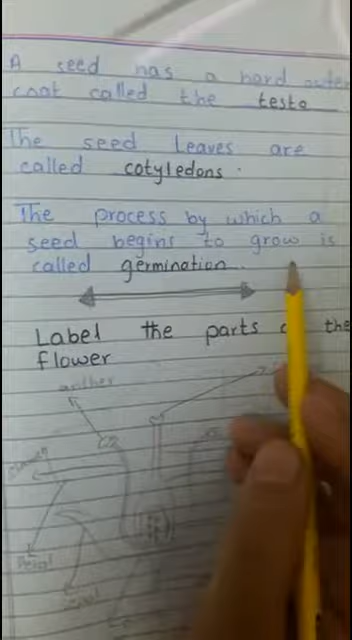 A seed has a hard outer
coat called the testa
The seed leaves are
called cotyledons.
The process by which a
seed begins to grow is
called germination.
Label the parts of the
flower
anther
Petal